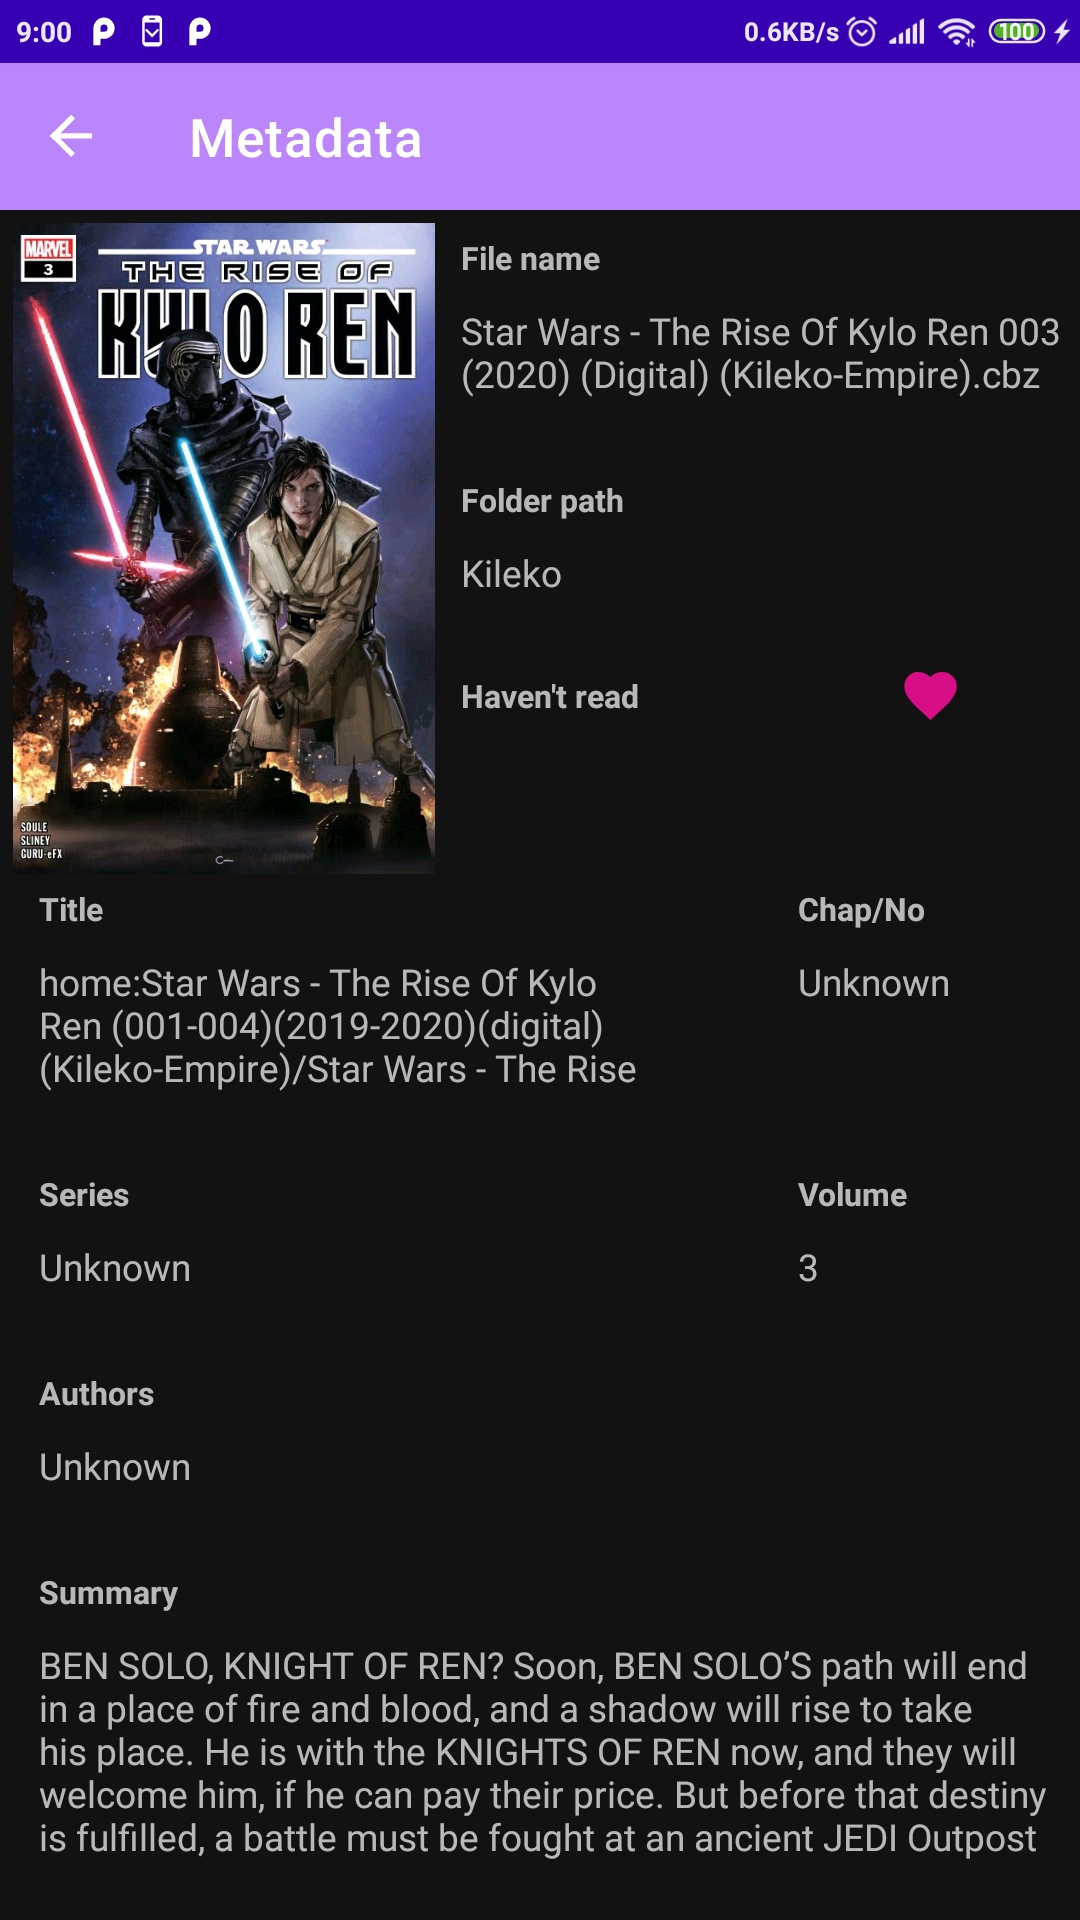 9:00
0.6KB/s
100
Metadata
MARVEL
3
STAR WARS
THE RISE OF
KYLO REN
SOULE
SLINEY
GURU-eFX
File name
Star Wars - The Rise Of Kylo Ren 003
(2020) (Digital) (Kileko-Empire).cbz
Folder path
Kileko
Haven't read
Title
home:Star Wars - The Rise Of Kylo
Ren (001-004)(2019-2020)(digital)
(Kileko-Empire)/Star Wars - The Rise
Chap/No
Unknown
Series
Unknown
Volume
3
Authors
Unknown
Summary
BEN SOLO, KNIGHT OF REN? Soon, BEN SOLO’S path will end
in a place of fire and blood, and a shadow will rise to take
his place. He is with the KNIGHTS OF REN now, and they will
welcome him, if he can pay their price. But before that destiny
is fulfilled, a battle must be fought at an ancient JEDI Outpost